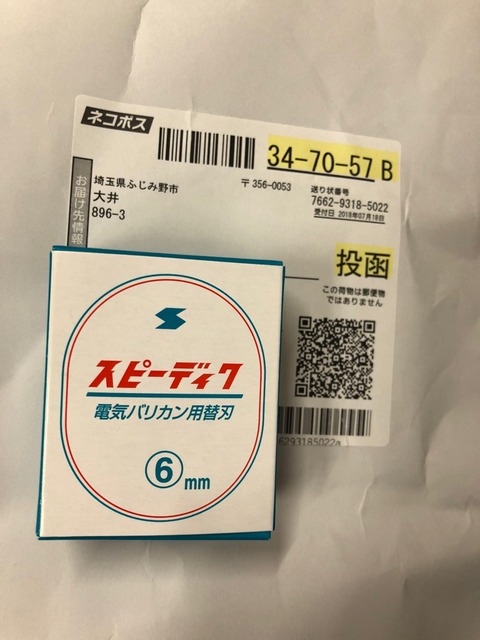 ネコポス
34-70-57 B
お届け先情報
埼玉県ふじみ野市
〒356-0053
大井
896-3
送り状番号
7662-9318-5022
受付日 2018年07月19日
投函
この荷物は郵便物
ではありません
6293185022a
スピーディク
電気バリカン用替刃
6mm